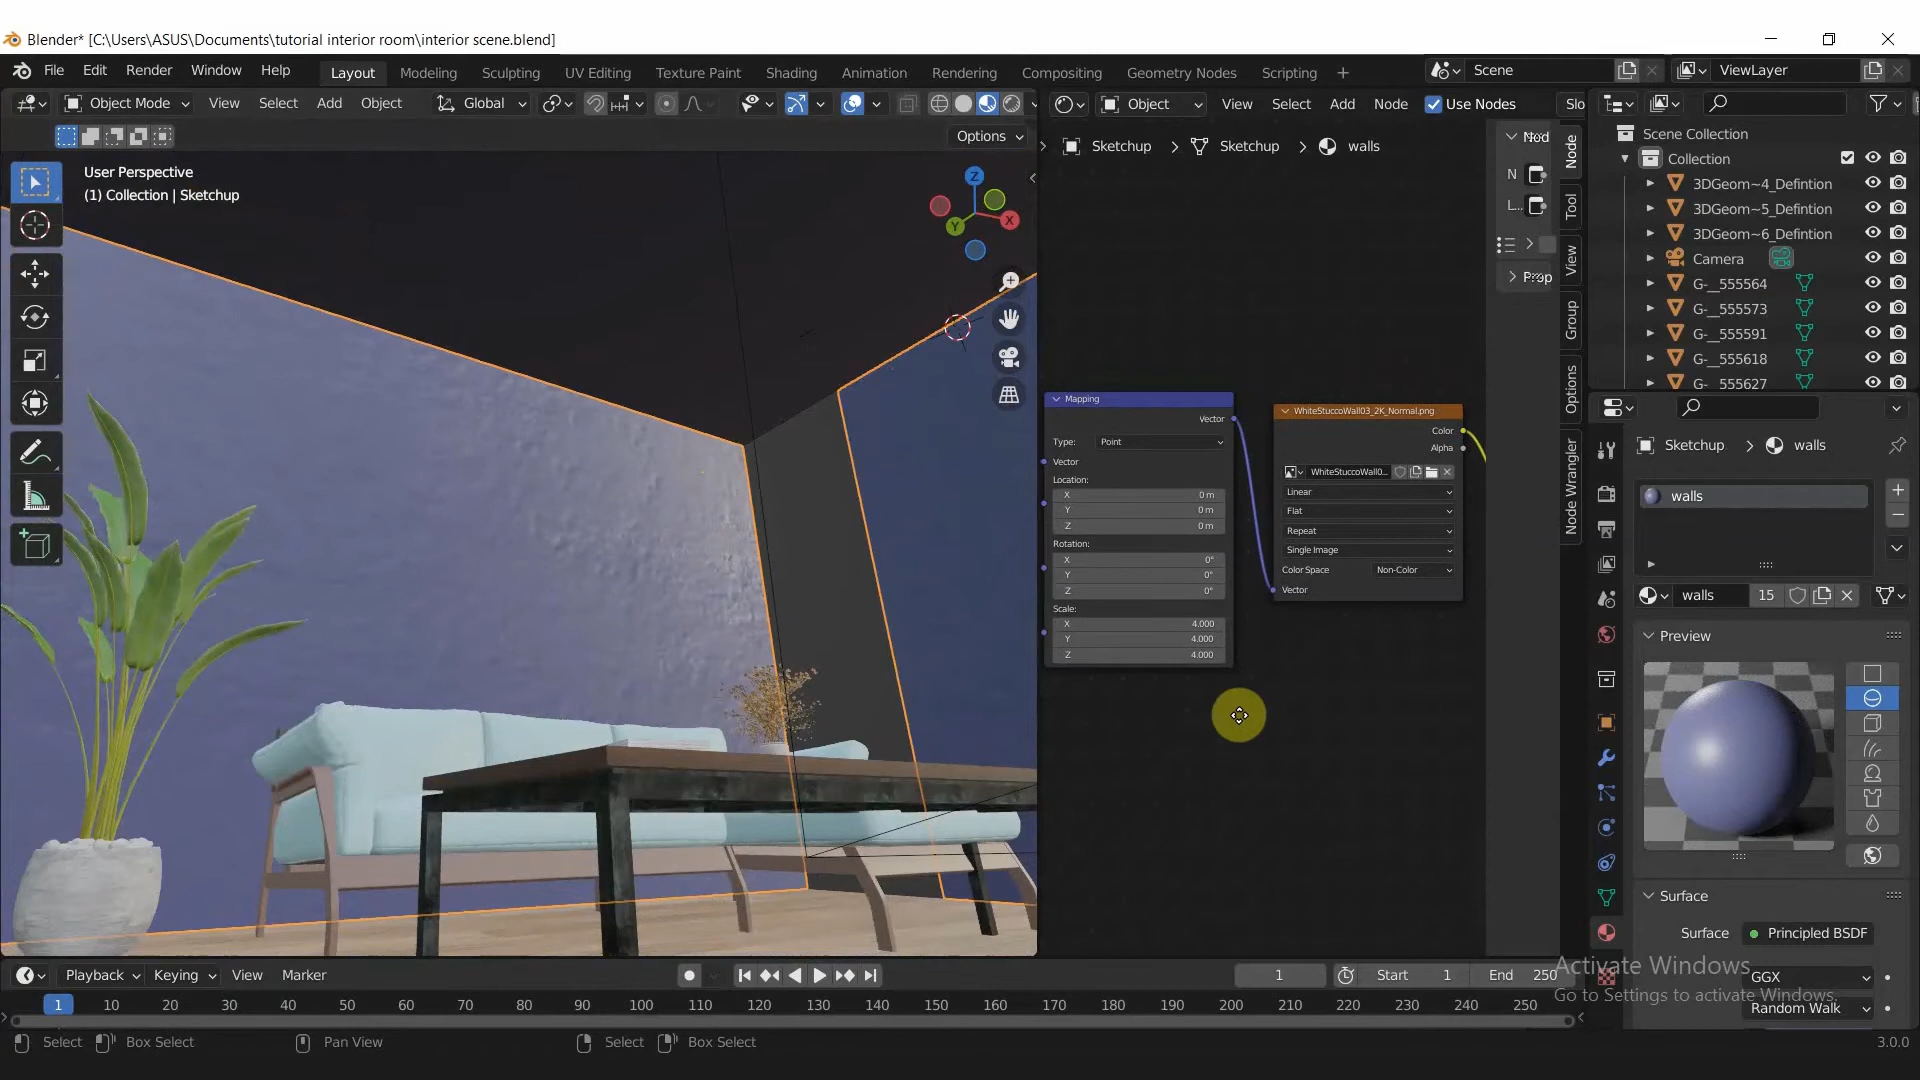 Blender* [C:\Users\ASUS\Documents\tutorial interior room\interior scene.blend]
File Edit Render Window Help Layout Modeling Sculpting UV Editing Texture Paint Shading Animation Rendering Compositing Geometry Nodes Scripting + Scene ViewLayer
Object Mode View Select Add Object Global Object View Select Add Node Use Nodes Slo
Options
User Perspective
(1) Collection | Sketchup
Z
X
Y
Sketchup > Sketchup > walls
Nod
N
L..
Prop
Node
Tool
View
Group
Options
Node Wrangler
Mapping
Vector
Type: Point
Vector
Location:
X 0 m
Y 0 m
Z 0 m
Rotation:
X 0°
Y 0°
Z 0°
Scale:
X 4.000
Y 4.000
Z 4.000
WhiteStuccoWall03_2K_Normal.png
Color
Alpha
WhiteStuccoWall0...
Linear
Flat
Repeat
Single Image
Color Space Non-Color
Vector
Scene Collection
Collection
3DGeom~4_Defintion
3DGeom~5_Defintion
3DGeom~6_Defintion
Camera
G-__555564
G-__555573
G-__555591
G-__555618
G-__555627
Sketchup > walls
walls
walls 15
Preview
Surface
Surface Principled BSDF
GGX
Random Walk
Activate Windows
Go to Settings to activate Windows.
Playback Keying View Marker 1 Start 1 End 250
1 10 20 30 40 50 60 70 80 90 100 110 120 130 140 150 160 170 180 190 200 210 220 230 240 250
Select Box Select Pan View Select Box Select 3.0.0